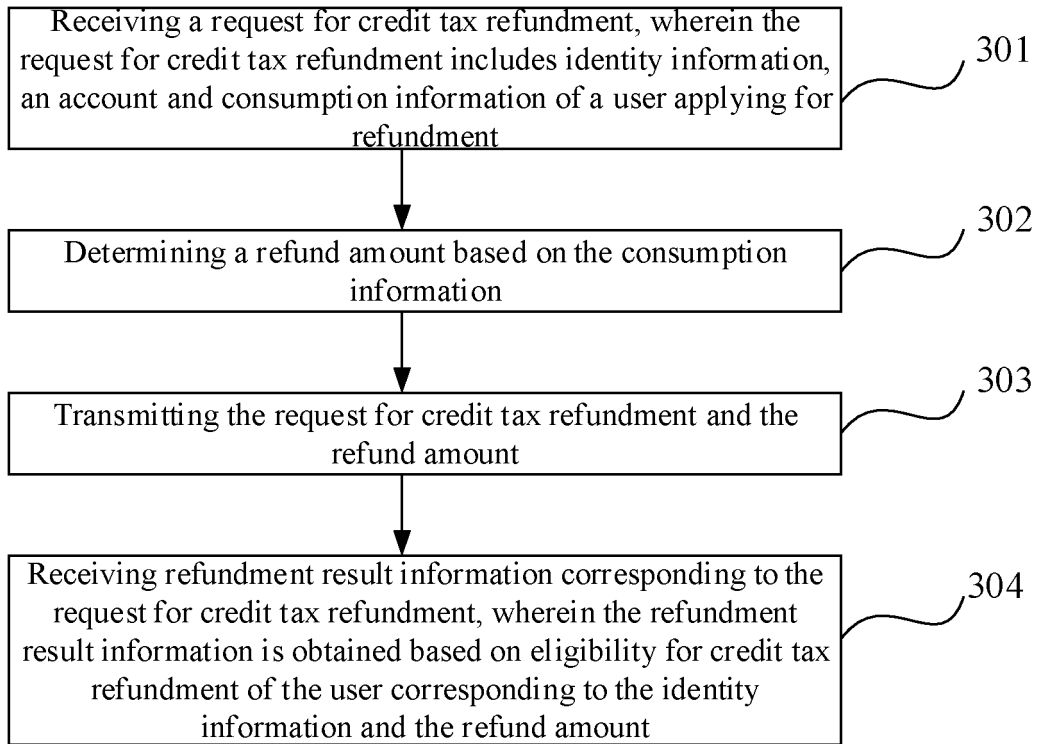 Receiving a request for credit tax refundment, wherein the
request for credit tax refundment includes identity information,
an account and consumption information of a user applying for
refundment
301
Determining a refund amount based on the consumption
information
302
Transmitting the request for credit tax refundment and the
refund amount
303
Receiving refundment result information corresponding to the
request for credit tax refundment, wherein the refundment
result information is obtained based on eligibility for credit tax
refundment of the user corresponding to the identity
information and the refund amount
304